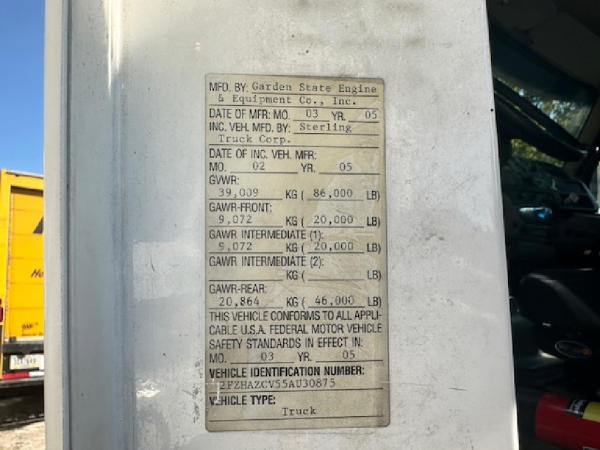 MFD. BY: Garden State Engine
& Equipment Co., Inc.
DATE OF MFR: MO. 03 YR. 05
INC. VEH. MFD. BY: Sterling
Truck Corp.
DATE OF INC. VEH. MFR:
MO. 02 YR. 05
GVWR:
39,009 KG ( 86,000 LB)
GAWR-FRONT:
9,072 KG ( 20,000 LB)
GAWR INTERMEDIATE (1):
9,072 KG ( 20,000 LB)
GAWR INTERMEDIATE (2):
KG ( LB)
GAWR-REAR:
20,864 KG ( 46,000 LB)
THIS VEHICLE CONFORMS TO ALL APPLI-
CABLE U.S.A. FEDERAL MOTOR VEHICLE
SAFETY STANDARDS IN EFFECT IN:
MO. 03 YR. 05
VEHICLE IDENTIFICATION NUMBER:
2FZHAZCV55AU30875
VEHICLE TYPE:
Truck